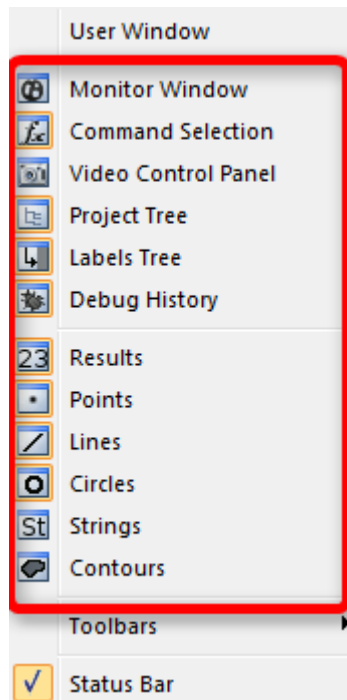 User Window
Monitor Window
fx Command Selection
Video Control Panel
Project Tree
Labels Tree
Debug History
23 Results
Points
Lines
Circles
St Strings
Contours
Toolbars
Status Bar